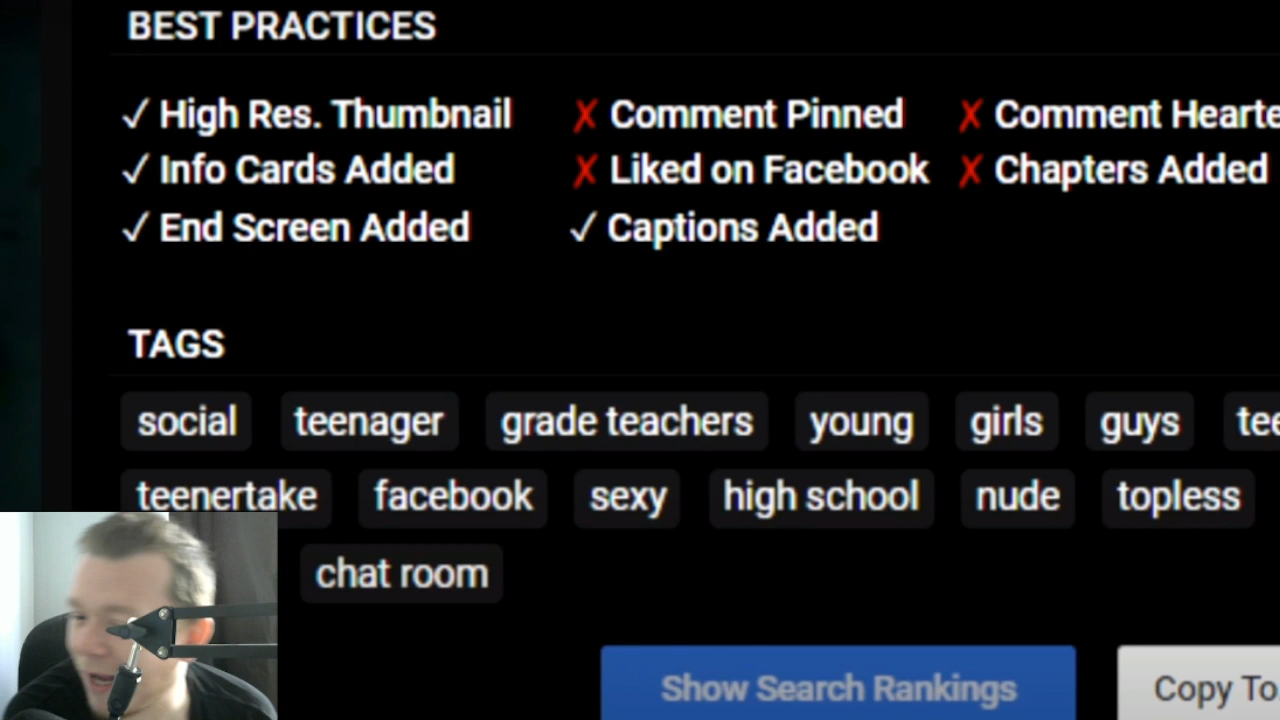 BEST PRACTICES
✓ High Res. Thumbnail ✗ Comment Pinned ✗ Comment Hearte
✓ Info Cards Added ✗ Liked on Facebook ✗ Chapters Added
✓ End Screen Added ✓ Captions Added
TAGS
social teenager grade teachers young girls guys tee
teenertake facebook sexy high school nude topless
chat room
Show Search Rankings Copy To